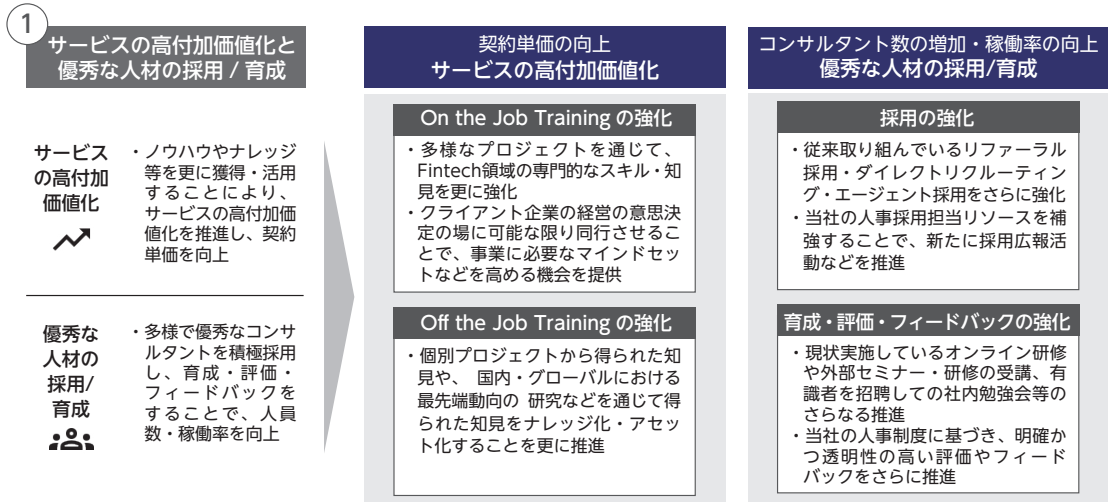 1
サービスの高付加価値化と
優秀な人材の採用 / 育成
サービス
の高付加
価値化
・ノウハウやナレッジ
等を更に獲得・活用
することにより、
サービスの高付加価
値化を推進し、契約
単価を向上
優秀な
人材の
採用/
育成
・多様で優秀なコンサ
ルタントを積極採用
し、育成・評価・
フィードバックを
することで、人員
数・稼働率を向上
契約単価の向上
サービスの高付加価値化
On the Job Training の強化
・多様なプロジェクトを通じて、
Fintech領域の専門的なスキル・知
見を更に強化
・クライアント企業の経営の意思決
定の場に可能な限り同行させるこ
とで、事業に必要なマインドセッ
トなどを高める機会を提供
Off the Job Training の強化
・個別プロジェクトから得られた知
見や、 国内・グローバルにおける
最先端動向の 研究などを通じて得
られた知見をナレッジ化・アセッ
ト化することを更に推進
コンサルタント数の増加・稼働率の向上
優秀な人材の採用/育成
採用の強化
・従来取り組んでいるリファーラル
採用・ダイレクトリクルーティン
グ・エージェント採用をさらに強化
・当社の人事採用担当リソースを補
強することで、新たに採用広報活
動などを推進
育成・評価・フィードバックの強化
・現状実施しているオンライン研修
や外部セミナー・研修の受講、有
識者を招聘しての社内勉強会等の
さらなる推進
・当社の人事制度に基づき、明確か
つ透明性の高い評価やフィード
バックをさらに推進